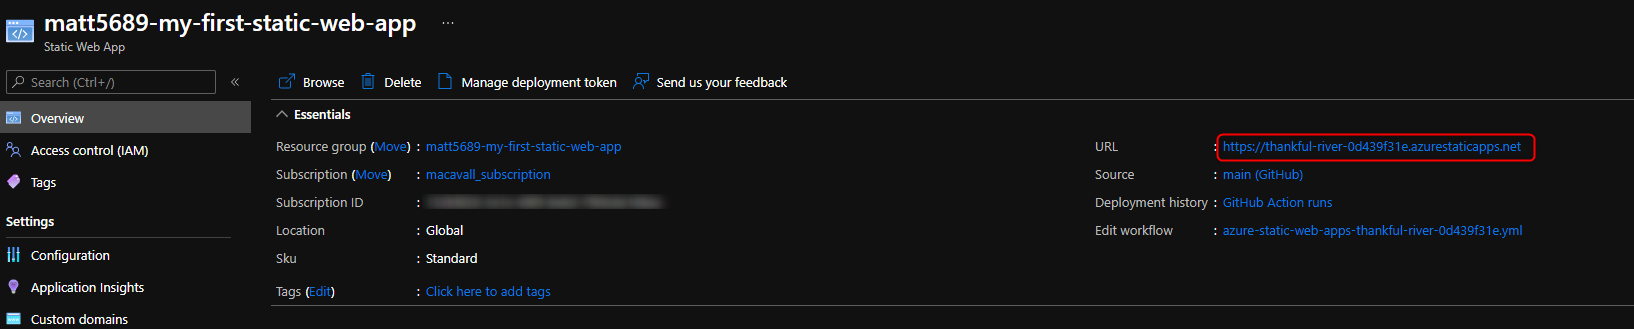 matt5689-my-first-static-web-app ...
Static Web App
Search (Ctrl+/) «
Overview
Access control (IAM)
Tags
Settings
Configuration
Application Insights
Custom domains
Browse Delete Manage deployment token Send us your feedback
Essentials
Resource group (Move) : matt5689-my-first-static-web-app
Subscription (Move) : macavall_subscription
Subscription ID :
Location : Global
Sku : Standard
Tags (Edit) : Click here to add tags
URL : https://thankful-river-0d439f31e.azurestaticapps.net
Source : main (GitHub)
Deployment history : GitHub Action runs
Edit workflow : azure-static-web-apps-thankful-river-0d439f31e.yml